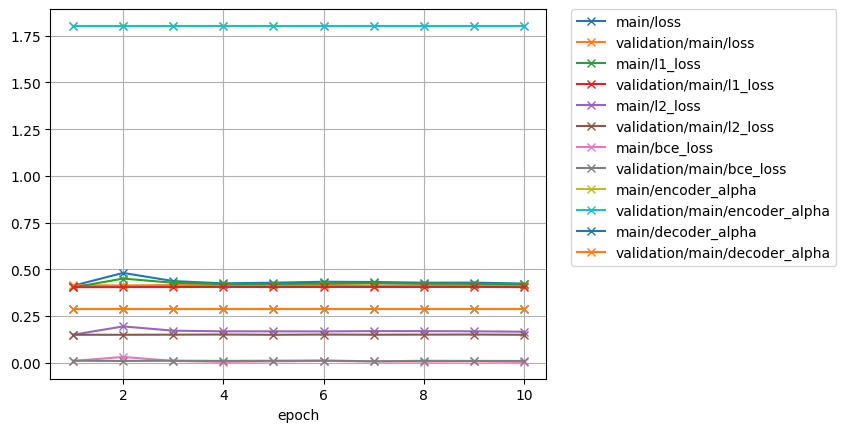 1.75
1.50
1.25
1.00
0.75
0.50
0.25
0.00
2
4
6
8
10
epoch
main/loss
validation/main/loss
main/l1_loss
validation/main/l1_loss
main/l2_loss
validation/main/l2_loss
main/bce_loss
validation/main/bce_loss
main/encoder_alpha
validation/main/encoder_alpha
main/decoder_alpha
validation/main/decoder_alpha